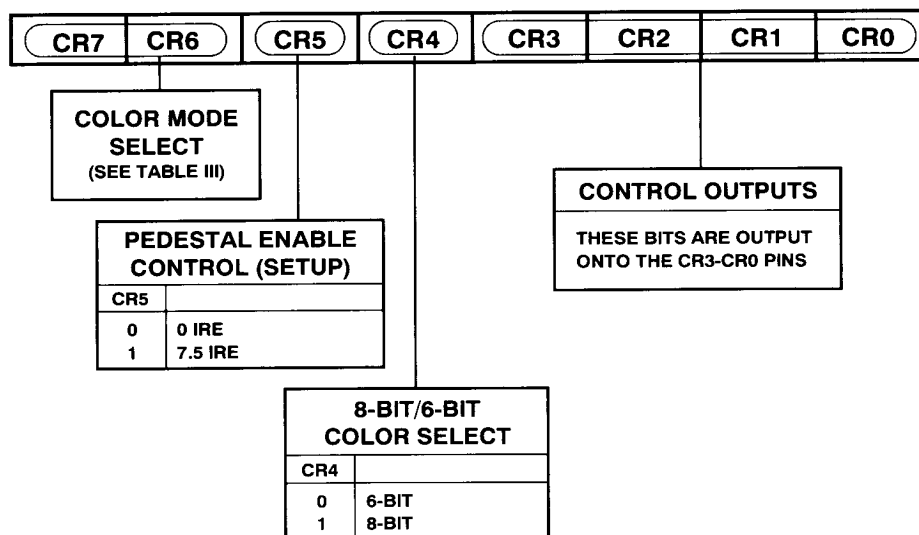 CR7 CR6 CR5 CR4 CR3 CR2 CR1 CR0
COLOR MODE
SELECT
(SEE TABLE III)
CONTROL OUTPUTS
THESE BITS ARE OUTPUT
ONTO THE CR3-CR0 PINS
PEDESTAL ENABLE
CONTROL (SETUP)
CR5
0 0 IRE
1 7.5 IRE
8-BIT/6-BIT
COLOR SELECT
CR4
0 6-BIT
1 8-BIT